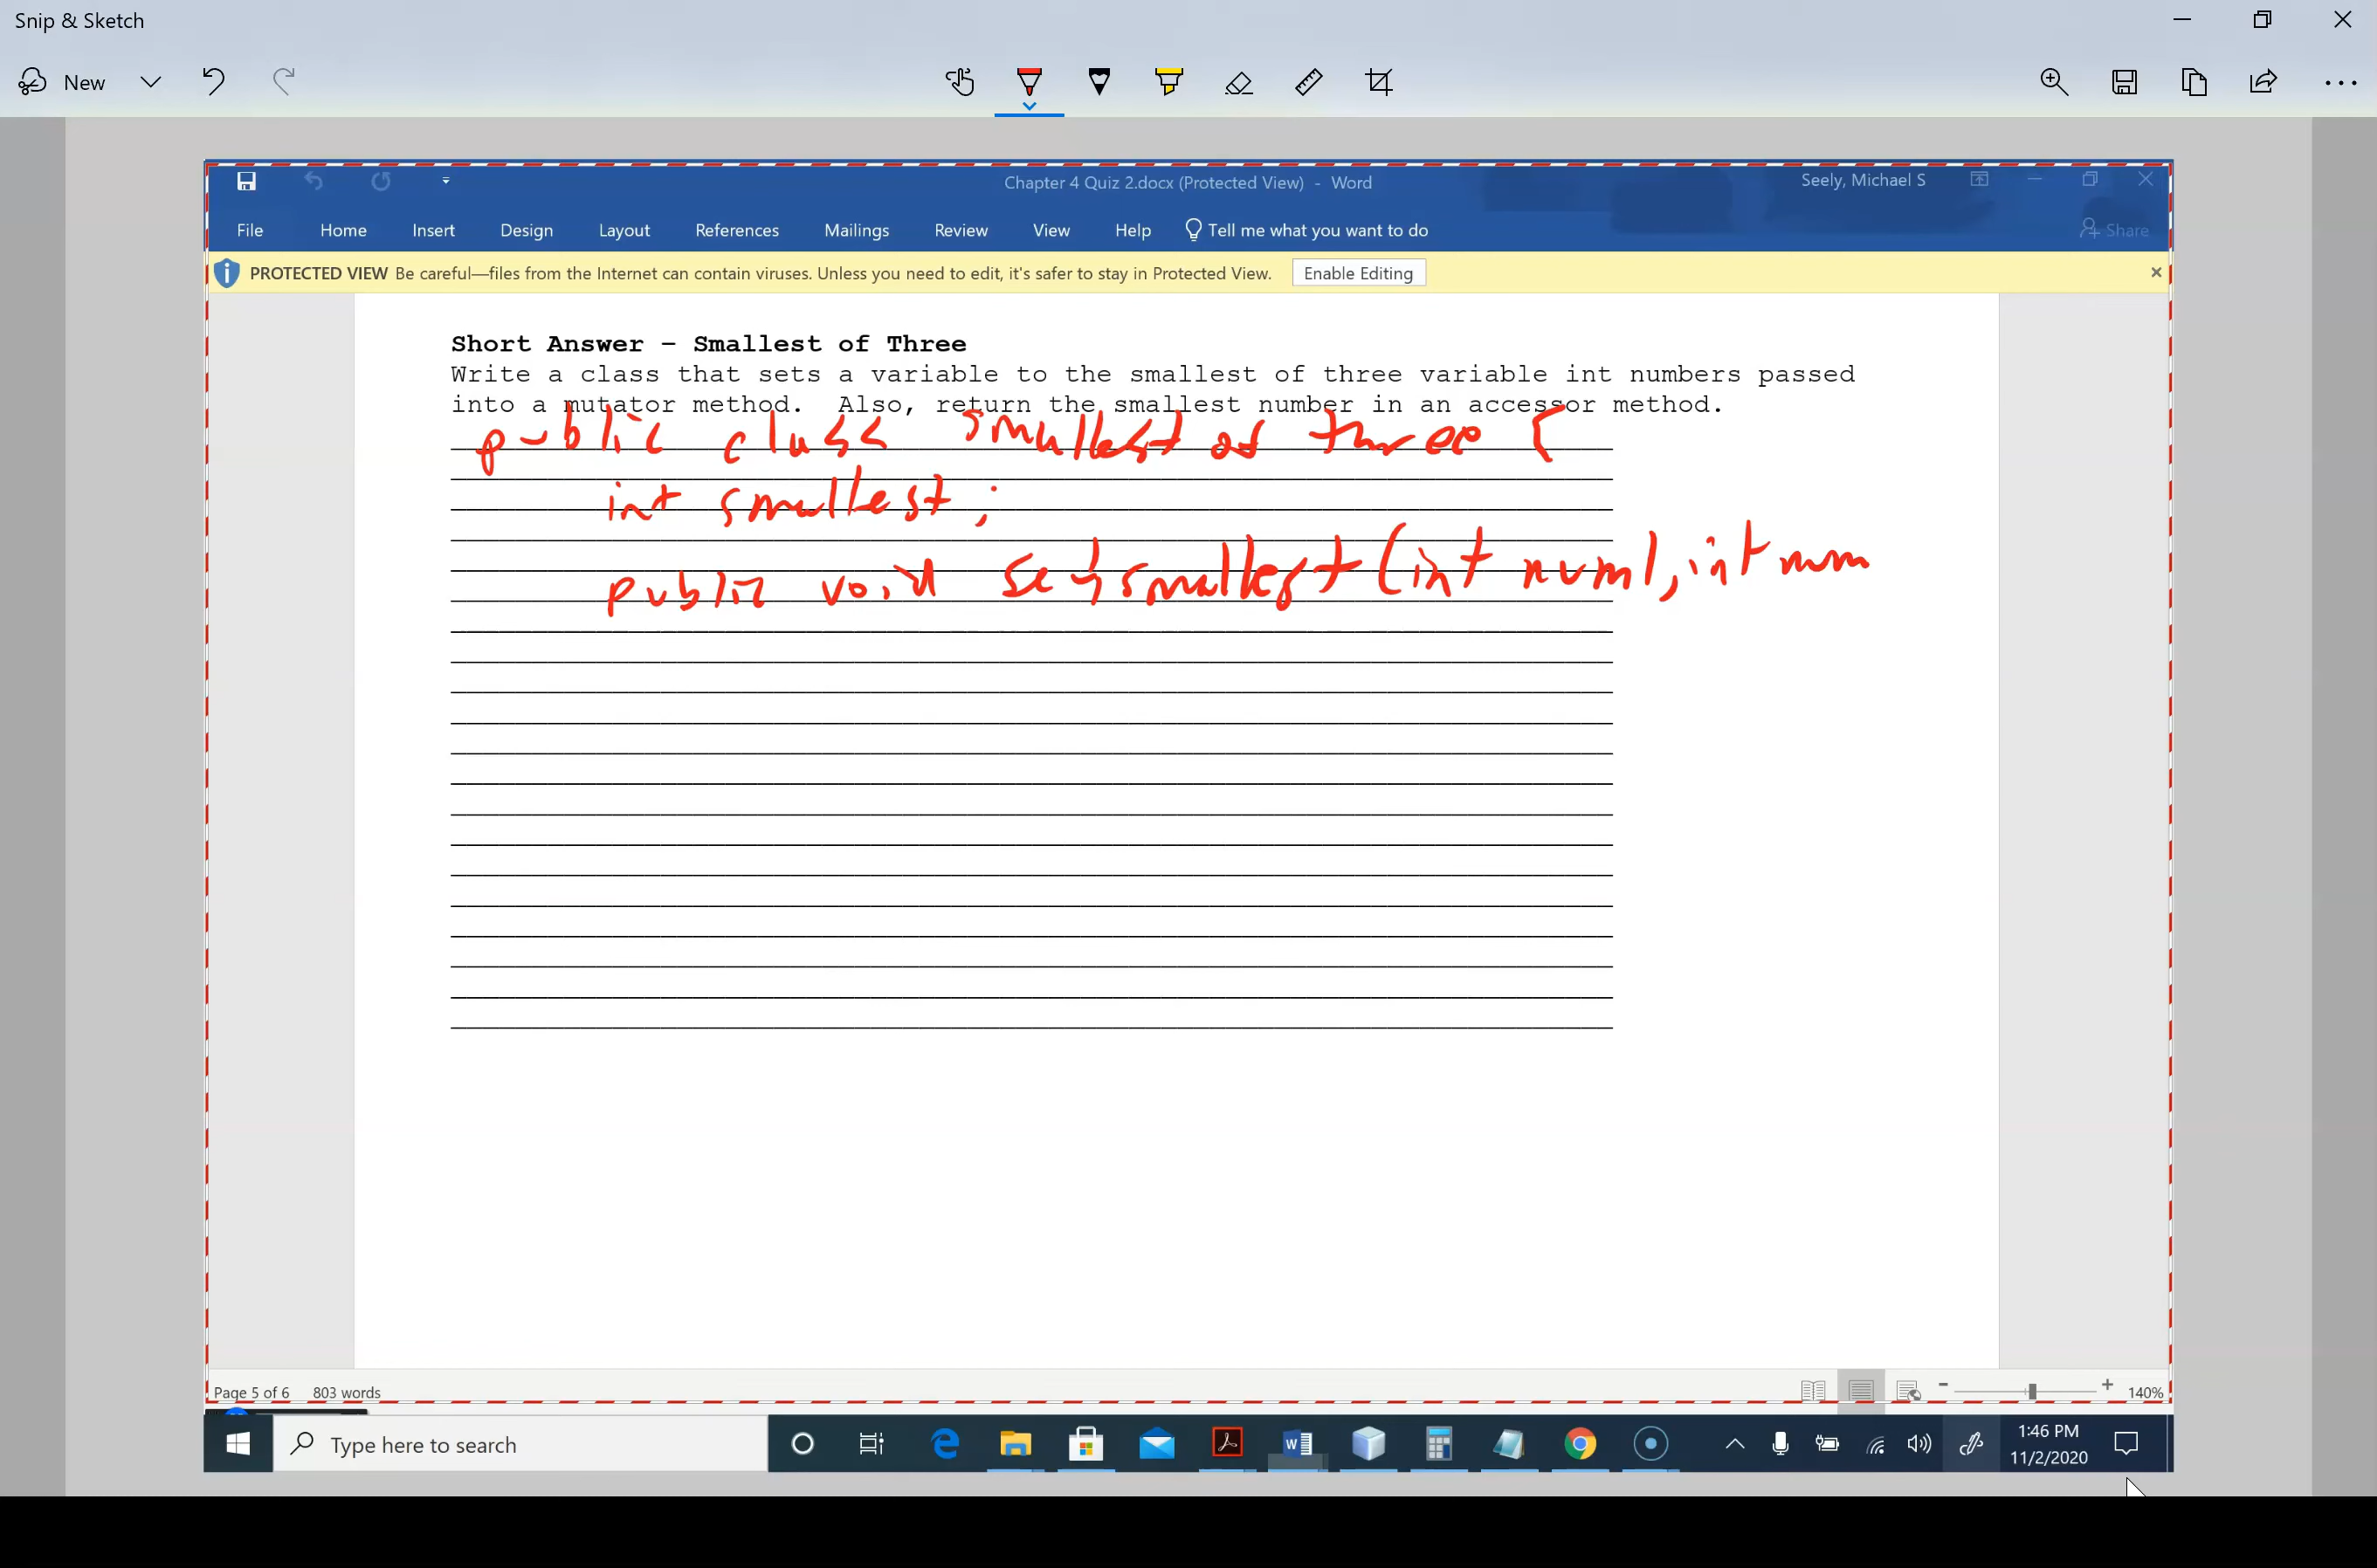 Snip & Sketch
New
Chapter 4 Quiz 2.docx (Protected View) - Word
Seely, Michael S
File Home Insert Design Layout References Mailings Review View Help Tell me what you want to do
Share
PROTECTED VIEW Be careful—files from the Internet can contain viruses. Unless you need to edit, it's safer to stay in Protected View. Enable Editing
Short Answer – Smallest of Three
Write a class that sets a variable to the smallest of three variable int numbers passed
into a mutator method. Also, return the smallest number in an accessor method.
public class smallest of three {
int smallest;
public void setsmallest(int num1, int num
Page 5 of 6 803 words
140%
Type here to search
1:46 PM
11/2/2020